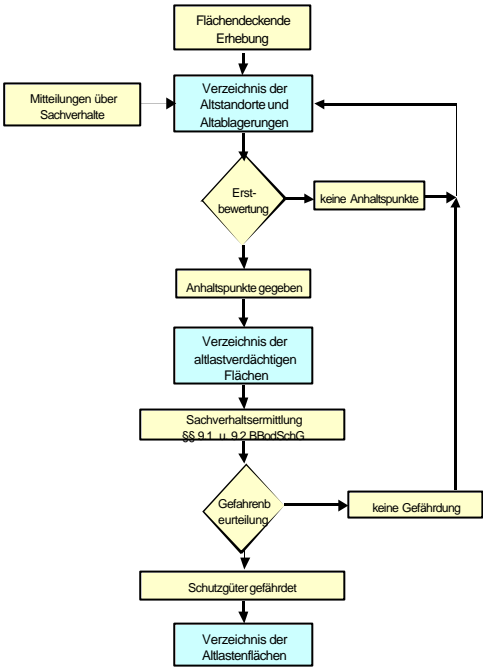 Flächendeckende
Erhebung
Mitteilungen über
Sachverhalte
Verzeichnis der
Altstandorte und
Altablagerungen
Erst-
bewertung
keine Anhaltspunkte
Anhaltspunkte gegeben
Verzeichnis der
altlastverdächtigen
Flächen
Sachverhaltsermittlung
§§ 9.1 u. 9.2 BBodSchG
Gefahrenb
eurteilung
keine Gefährdung
Schutzgüter gefährdet
Verzeichnis der
Altlastenflächen